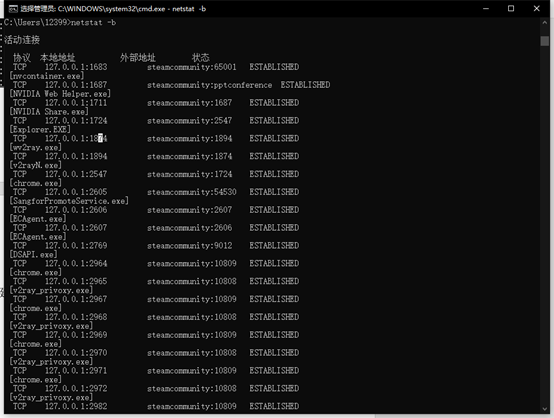 选择管理员: C:\WINDOWS\system32\cmd.exe - netstat -b
C:\Users\12399>netstat -b
活动连接
协议 本地地址 外部地址 状态
TCP 127.0.0.1:1683 steamcommunity:65001 ESTABLISHED
[nvcontainer.exe]
TCP 127.0.0.1:1687 steamcommunity:pptconference ESTABLISHED
[NVIDIA Web Helper.exe]
TCP 127.0.0.1:1711 steamcommunity:1687 ESTABLISHED
[NVIDIA Share.exe]
TCP 127.0.0.1:1724 steamcommunity:2547 ESTABLISHED
[Explorer.EXE]
TCP 127.0.0.1:1874 steamcommunity:1894 ESTABLISHED
[wv2ray.exe]
TCP 127.0.0.1:1894 steamcommunity:1874 ESTABLISHED
[v2rayN.exe]
TCP 127.0.0.1:2547 steamcommunity:1724 ESTABLISHED
[chrome.exe]
TCP 127.0.0.1:2605 steamcommunity:54530 ESTABLISHED
[SangforPromoteService.exe]
TCP 127.0.0.1:2606 steamcommunity:2607 ESTABLISHED
[ECAgent.exe]
TCP 127.0.0.1:2607 steamcommunity:2606 ESTABLISHED
[ECAgent.exe]
TCP 127.0.0.1:2769 steamcommunity:9012 ESTABLISHED
[DSAPI.exe]
TCP 127.0.0.1:2964 steamcommunity:10809 ESTABLISHED
[chrome.exe]
TCP 127.0.0.1:2965 steamcommunity:10808 ESTABLISHED
[v2ray_privoxy.exe]
TCP 127.0.0.1:2967 steamcommunity:10809 ESTABLISHED
[chrome.exe]
TCP 127.0.0.1:2968 steamcommunity:10808 ESTABLISHED
[v2ray_privoxy.exe]
TCP 127.0.0.1:2969 steamcommunity:10809 ESTABLISHED
[chrome.exe]
TCP 127.0.0.1:2970 steamcommunity:10808 ESTABLISHED
[v2ray_privoxy.exe]
TCP 127.0.0.1:2971 steamcommunity:10809 ESTABLISHED
[chrome.exe]
TCP 127.0.0.1:2972 steamcommunity:10808 ESTABLISHED
[v2ray_privoxy.exe]
TCP 127.0.0.1:2982 steamcommunity:10809 ESTABLISHED